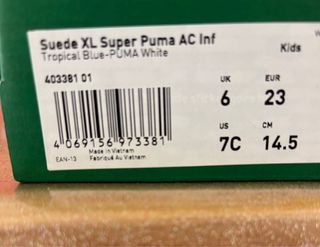 Suede XL Super Puma AC Inf
Tropical Blue-PUMA White
Kids
403381 01
UK EUR
6 23
US CM
7C 14.5
4 069156 973381
Made in Vietnam
EAN-13 Fabriqué Au Vietnam